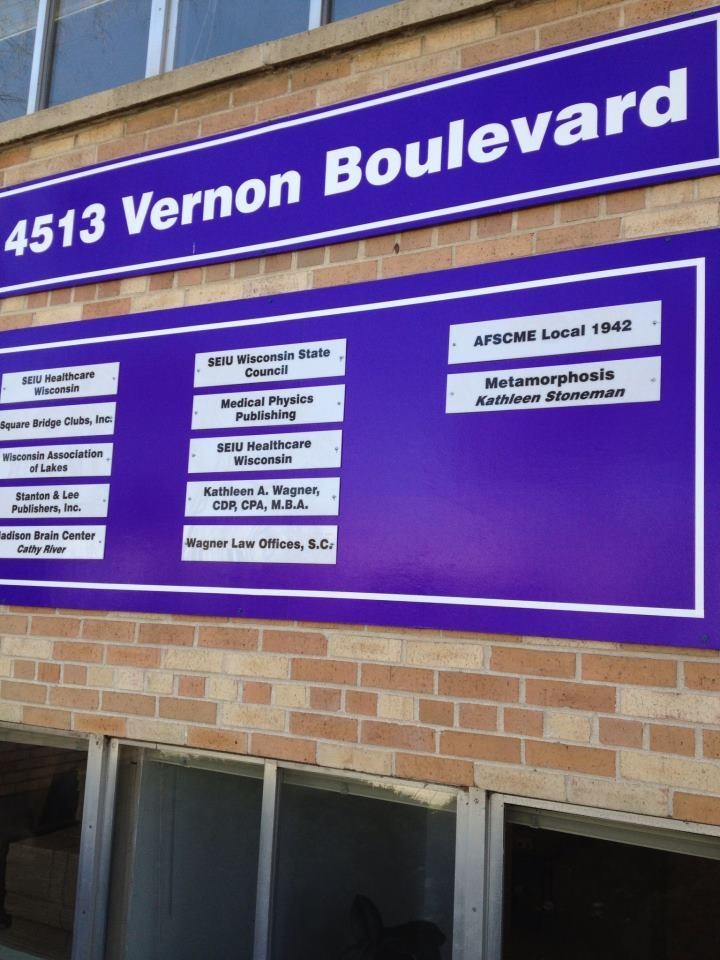 4513 Vernon Boulevard
SEIU Healthcare
Wisconsin
Square Bridge Clubs, Inc.
Wisconsin Association
of Lakes
Stanton & Lee
Publishers, Inc.
adison Brain Center
Cathy River
SEIU Wisconsin State
Council
Medical Physics
Publishing
SEIU Healthcare
Wisconsin
Kathleen A. Wagner,
CDP, CPA, M.B.A.
Wagner Law Offices, S.C.
AFSCME Local 1942
Metamorphosis
Kathleen Stoneman